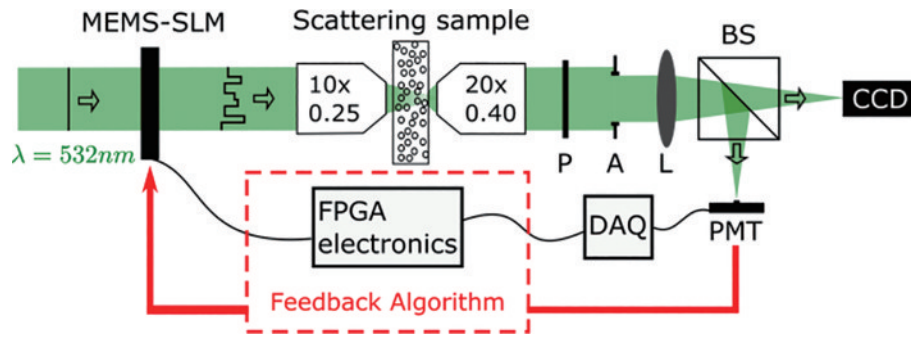 MEMS-SLM
Scattering sample
BS
10x
0.25
20x
0.40
CCD
λ = 532nm
P
A
L
FPGA
electronics
DAQ
PMT
Feedback Algorithm